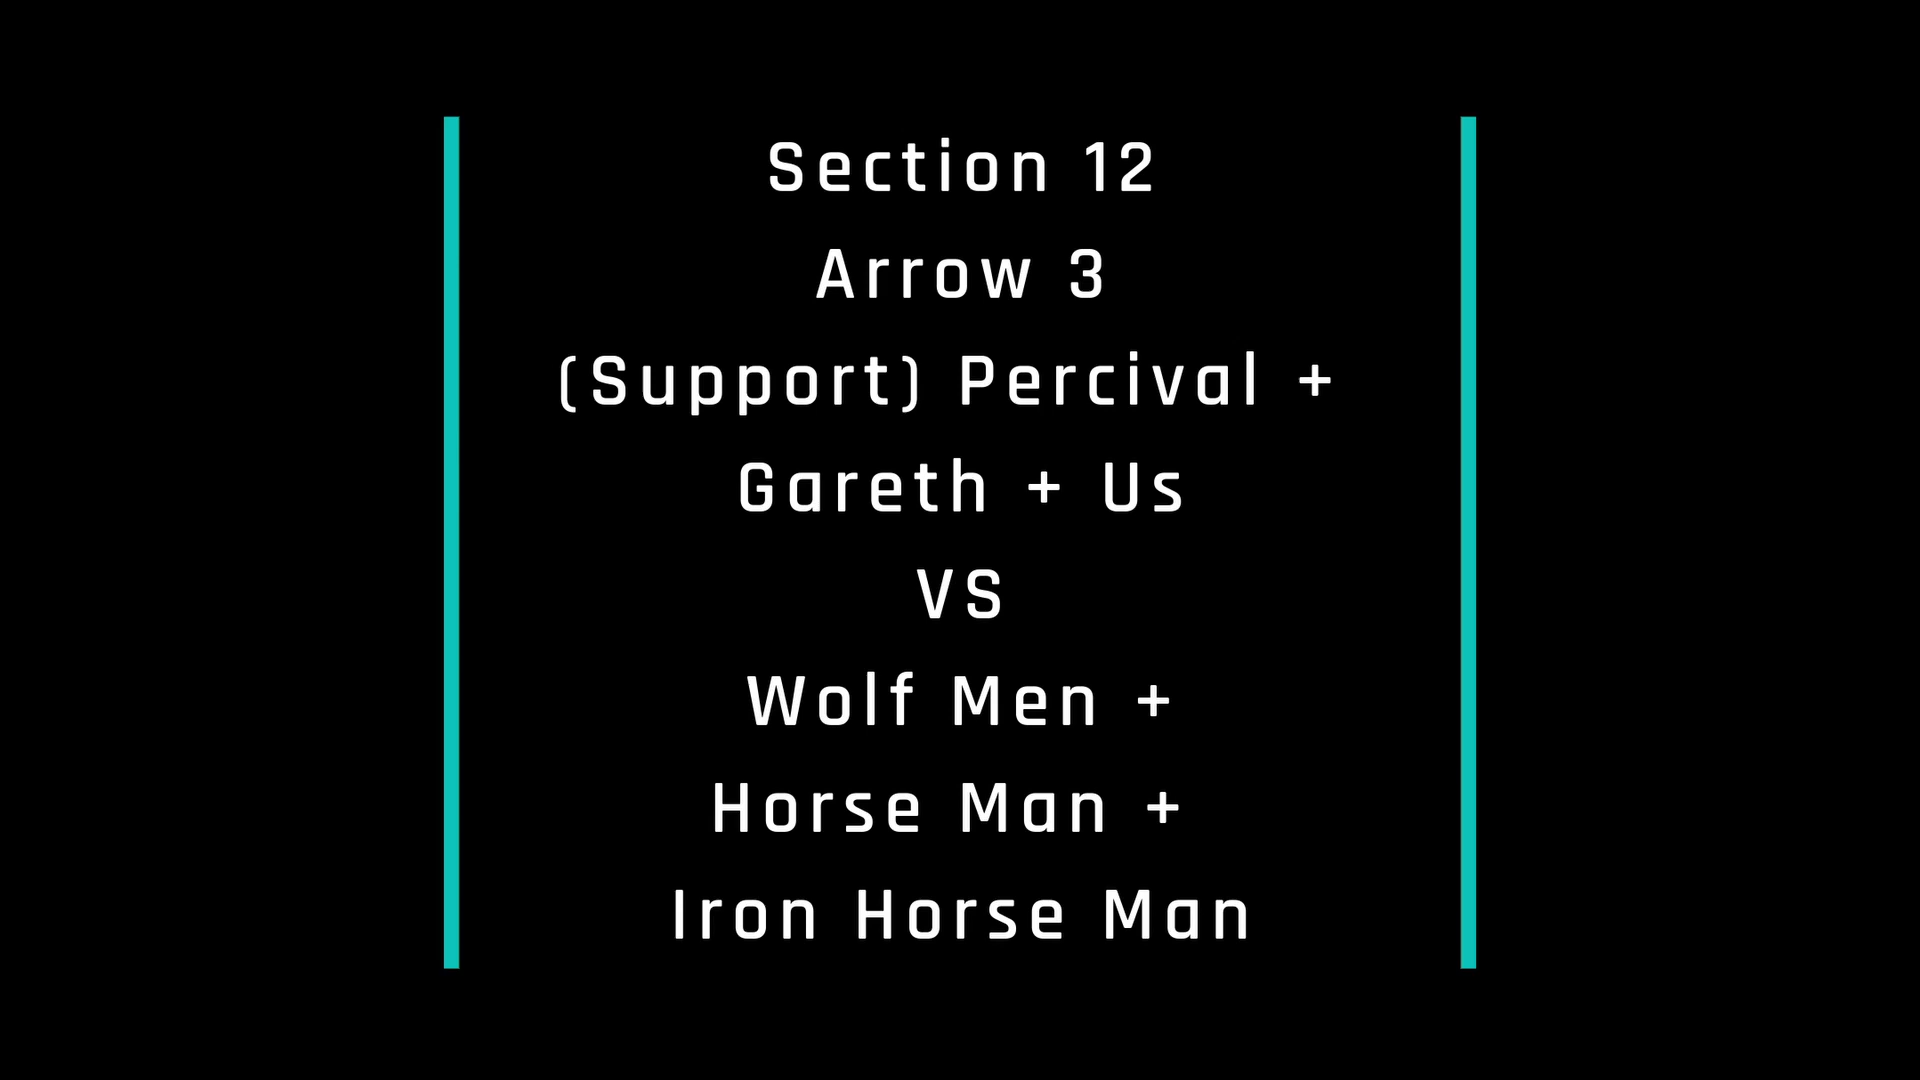 Section 12
Arrow 3
(Support) Percival +
Gareth + Us
VS
Wolf Men +
Horse Man +
Iron Horse Man